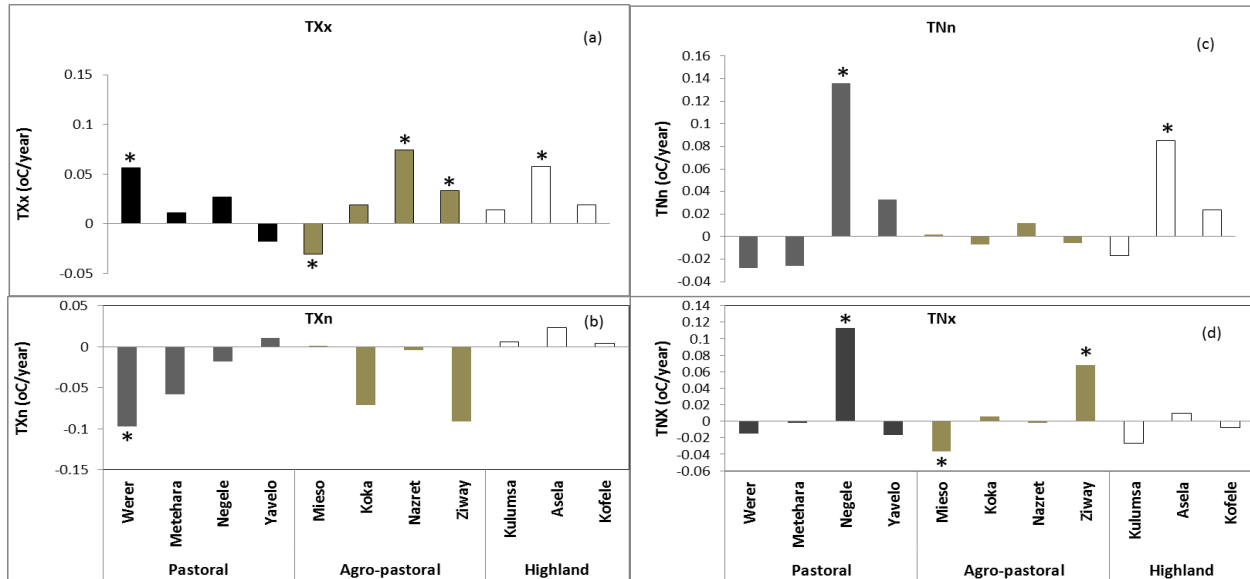 TXx
(a)
TXx (oC/year)
0.15
0.1
0.05
0
-0.05
*
*
*
*
*
TXn (oC/year)
TXn
(b)
0.05
0
-0.05
-0.1
-0.15
*
Werer
Metehara
Negele
Yavelo
Mieso
Koka
Nazret
Ziway
Kulumsa
Asela
Kofele
Pastoral
Agro-pastoral
Highland
TNn
(c)
TNn (oC/year)
0.16
0.14
0.12
0.1
0.08
0.06
0.04
0.02
0
-0.02
-0.04
*
*
TNx
(d)
TNX (oC/year)
0.14
0.12
0.1
0.08
0.06
0.04
0.02
0
-0.02
-0.04
-0.06
*
*
*
Werer
Metehara
Negele
Yavelo
Mieso
Koka
Nazret
Ziway
Kulumsa
Asela
Kofele
Pastoral
Agro-pastoral
Highland